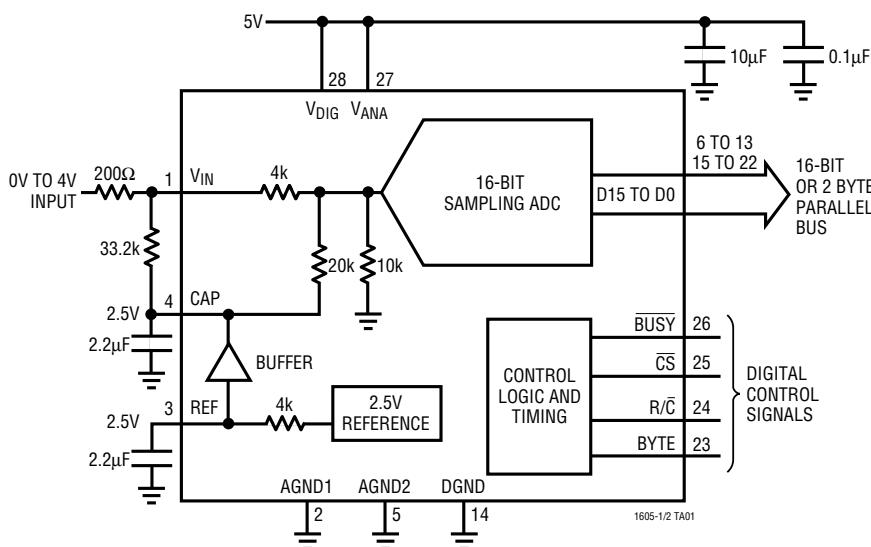 5V
10μF
0.1μF
28
27
VDIG
VANA
6 TO 13
15 TO 22
0V TO 4V
INPUT
200Ω
1
VIN
4k
16-BIT
SAMPLING ADC
D15 TO D0
16-BIT
OR 2 BYTE
PARALLEL
BUS
33.2k
20k
10k
4
CAP
2.5V
2.2μF
BUFFER
BUSY
26
CS
25
R/C
24
BYTE
23
CONTROL
LOGIC AND
TIMING
DIGITAL
CONTROL
SIGNALS
3
REF
4k
2.5V
REFERENCE
2.5V
2.2μF
AGND1
AGND2
DGND
2
5
14
1605-1/2 TA01